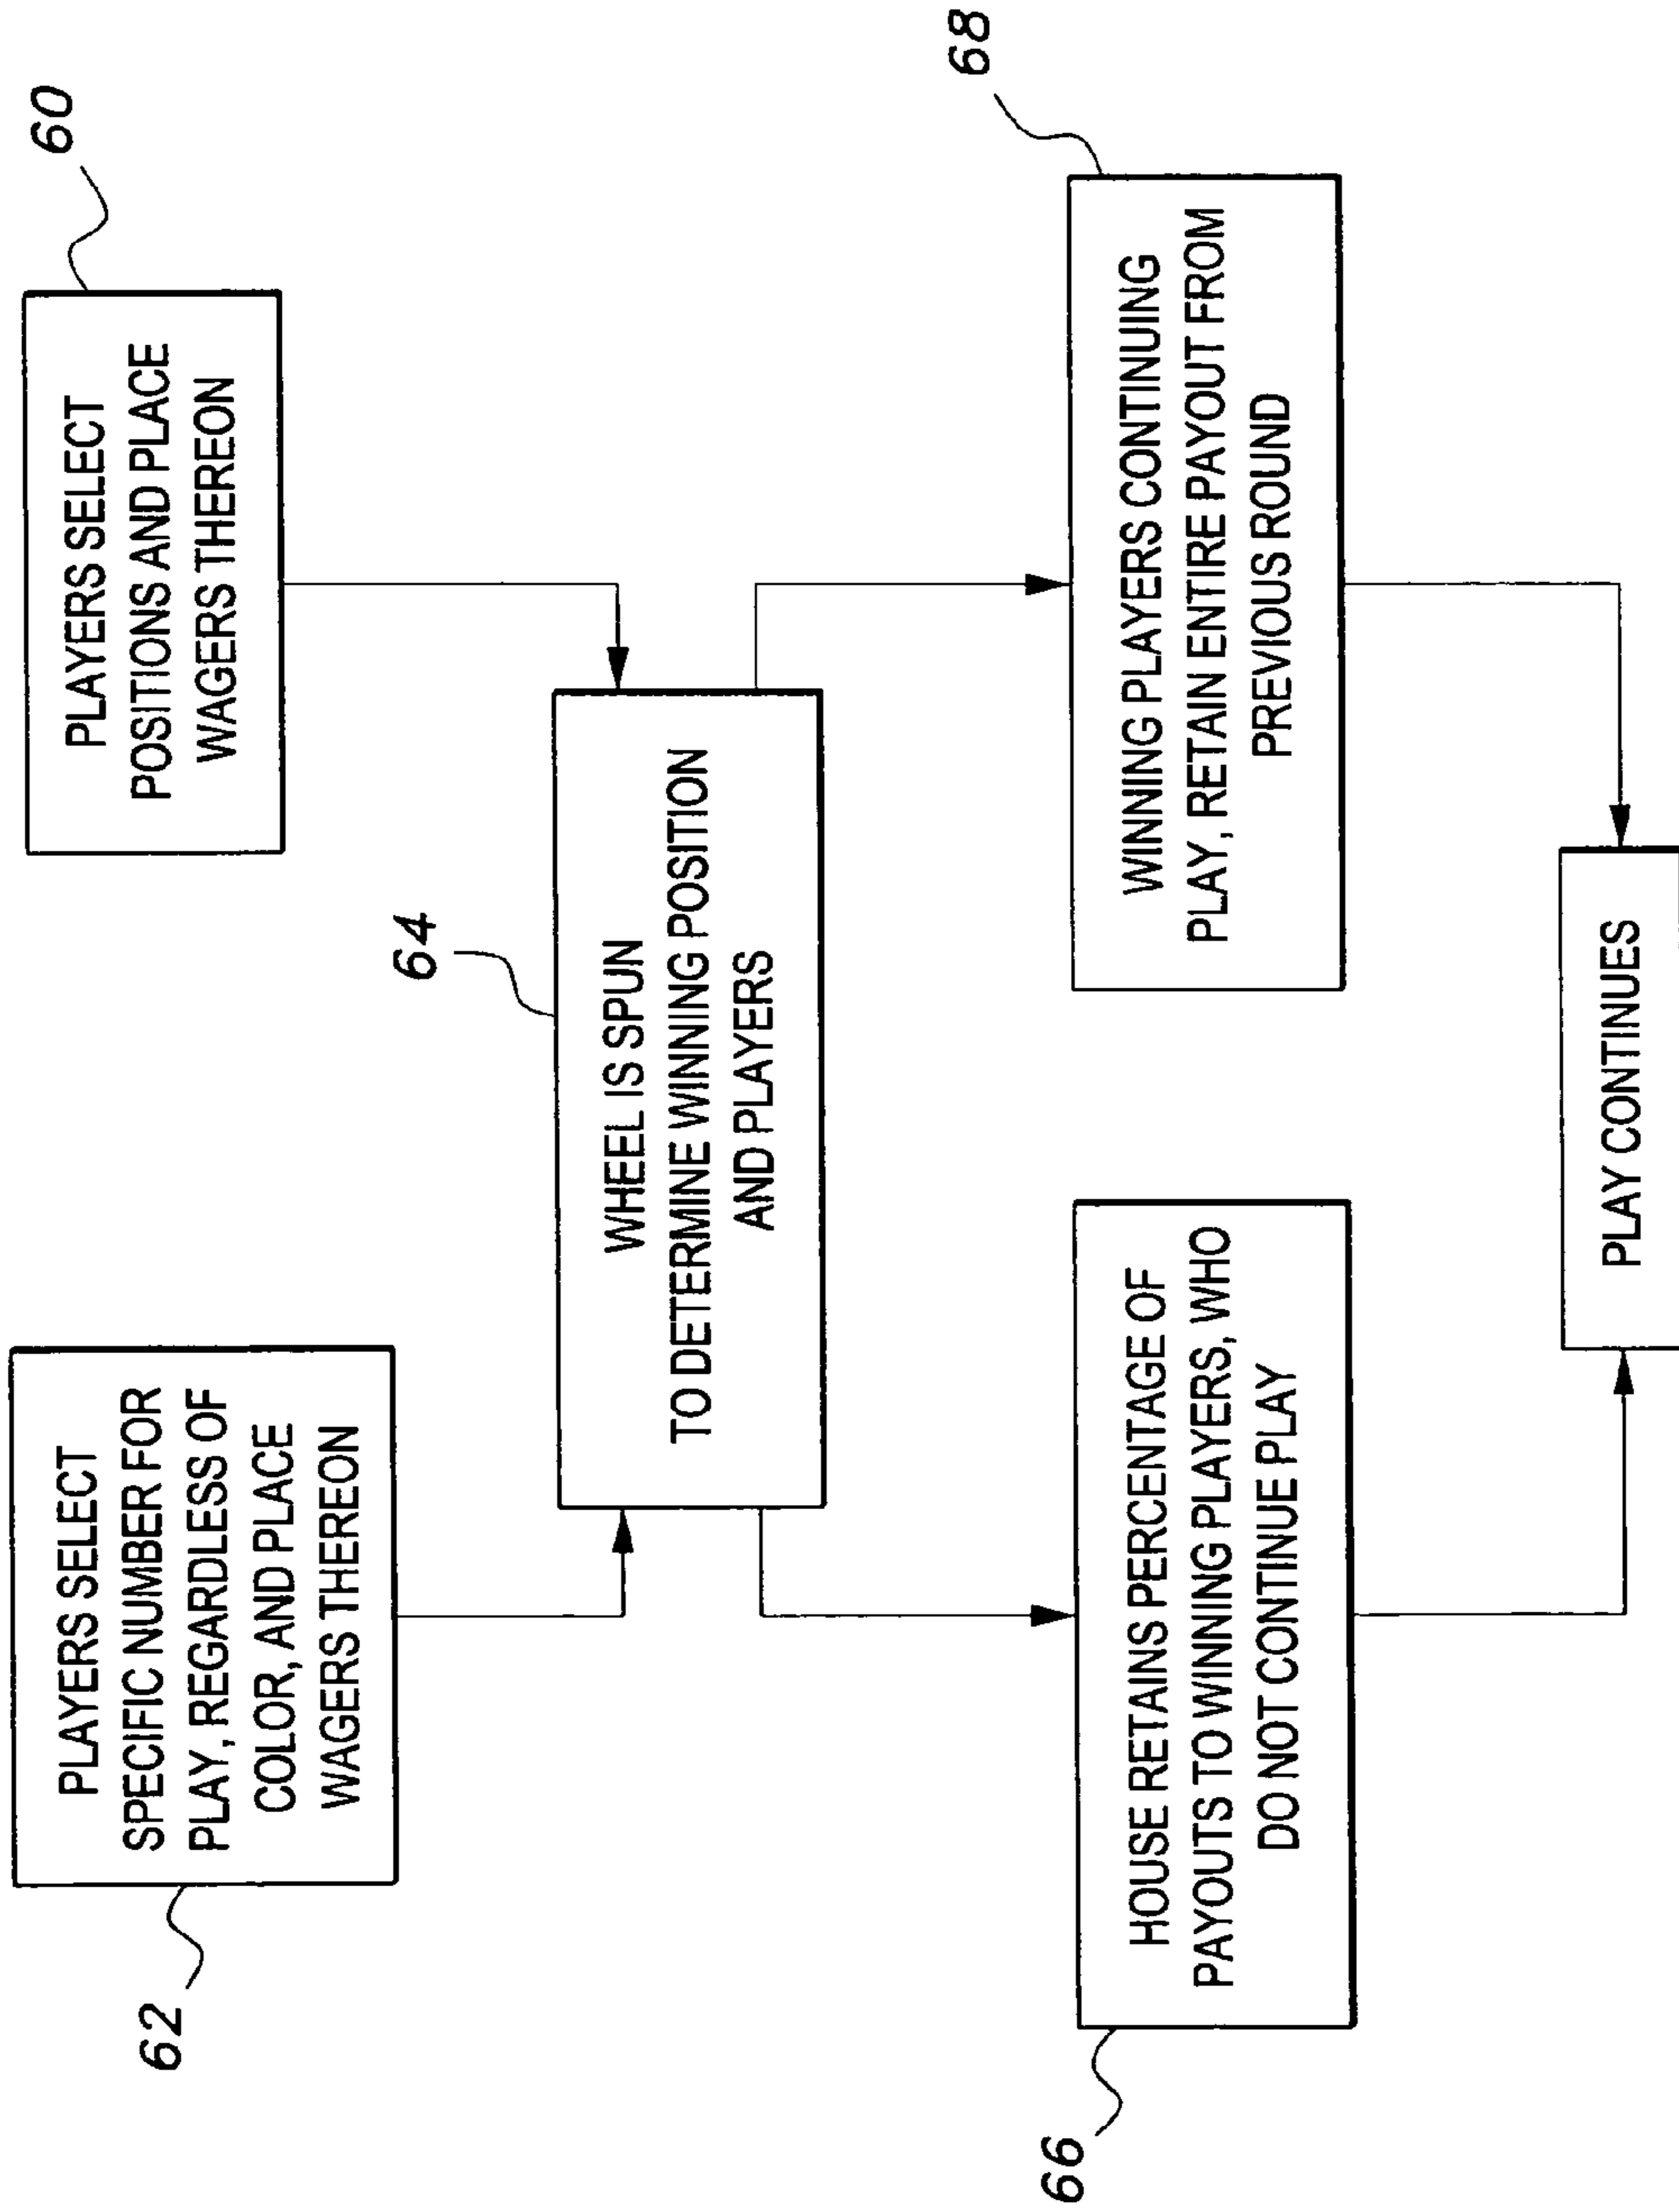 62
PLAYERS SELECT
SPECIFIC NUMBER FOR
PLAY, REGARDLESS OF
COLOR, AND PLACE
WAGERS THEREON
60
PLAYERS SELECT
POSITIONS AND PLACE
WAGERS THEREON
64
WHEEL IS SPUN
TO DETERMINE WINNING POSITION
AND PLAYERS
66
HOUSE RETAINS PERCENTAGE OF
PAYOUTS TO WINNING PLAYERS, WHO
DO NOT CONTINUE PLAY
68
WINNING PLAYERS CONTINUING
PLAY, RETAIN ENTIRE PAYOUT FROM
PREVIOUS ROUND
PLAY CONTINUES